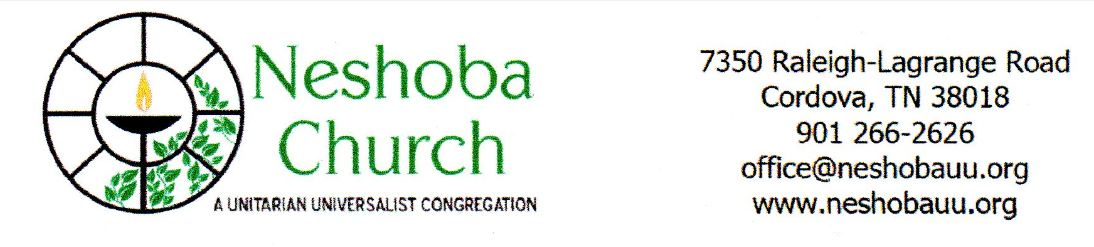 Neshoba
Church
A UNITARIAN UNIVERSALIST CONGREGATION
7350 Raleigh-Lagrange Road
Cordova, TN 38018
901 266-2626
office@neshobauu.org
www.neshobauu.org